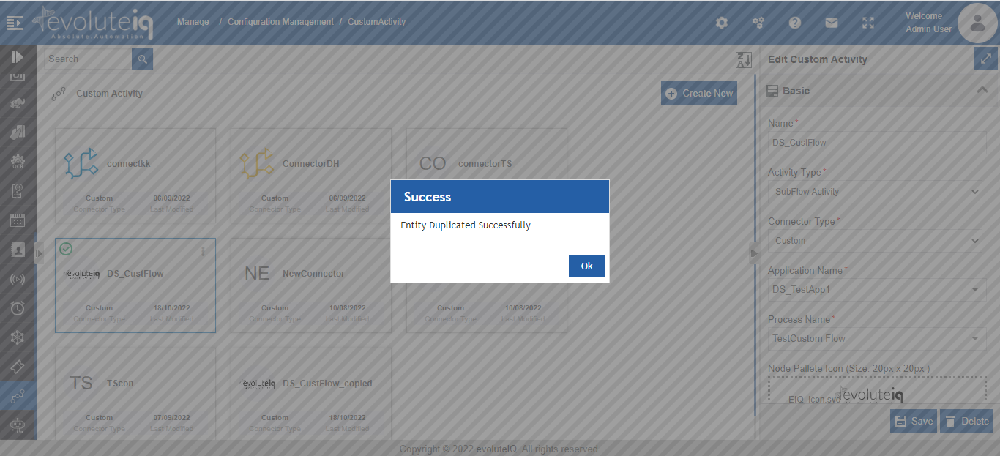 evoluteiq
Absolute Automation
Manage / Configuration Management / CustomActivity
Welcome
Admin User
Search
Z
A
Edit Custom Activity
Custom Activity
Create New
Basic
Name*
DS_CustFlow
Activity Type*
SubFlow Activity
Connector Type*
Custom
Application Name*
DS_TestApp1
Process Name*
TestCustom Flow
Node Pallete Icon (Size: 20px x 20px )
EIQ_icon.svg
evoluteiq
Save
Delete
connectkk
Custom 06/09/2022
Connector Type Last Modified
ConnectorDH
Custom 06/09/2022
Connector Type Last Modified
CO connectorTS
Success
Entity Duplicated Successfully
Ok
evoluteiq DS_CustFlow
Custom 18/10/2022
Connector Type Last Modified
NE NewConnector
Custom 10/08/2022
Connector Type Last Modified
Custom 10/08/2022
Connector Type Last Modified
TS TScon
Custom 07/09/2022
Connector Type Last Modified
evoluteiq DS_CustFlow_copied
Custom 18/10/2022
Connector Type Last Modified
Copyright © 2022 evoluteIQ. All rights reserved.